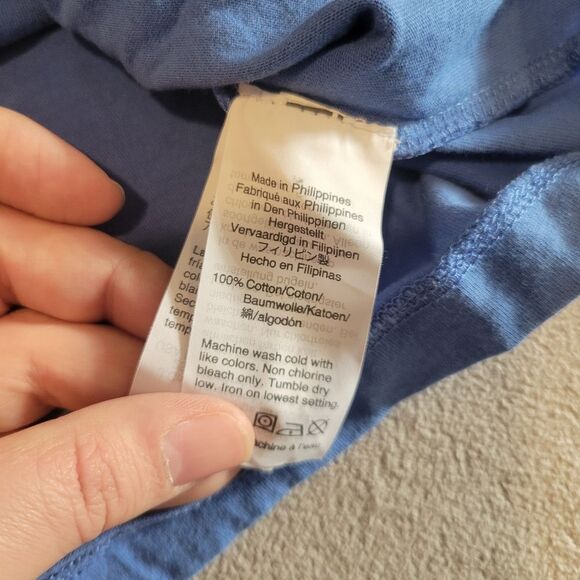 Made in Philippines
Fabriqué aux Philippines
in Den Philippinen
Hergestellt
Vervaardigd in Filipijnen
フィリピン製
Hecho en Filipinas
100% Cotton/Coton/
Baumwolle/Katoen/
綿/algodón
Machine wash cold with
like colors. Non chlorine
bleach only. Tumble dry
low. Iron on lowest setting.
machine à l'eau